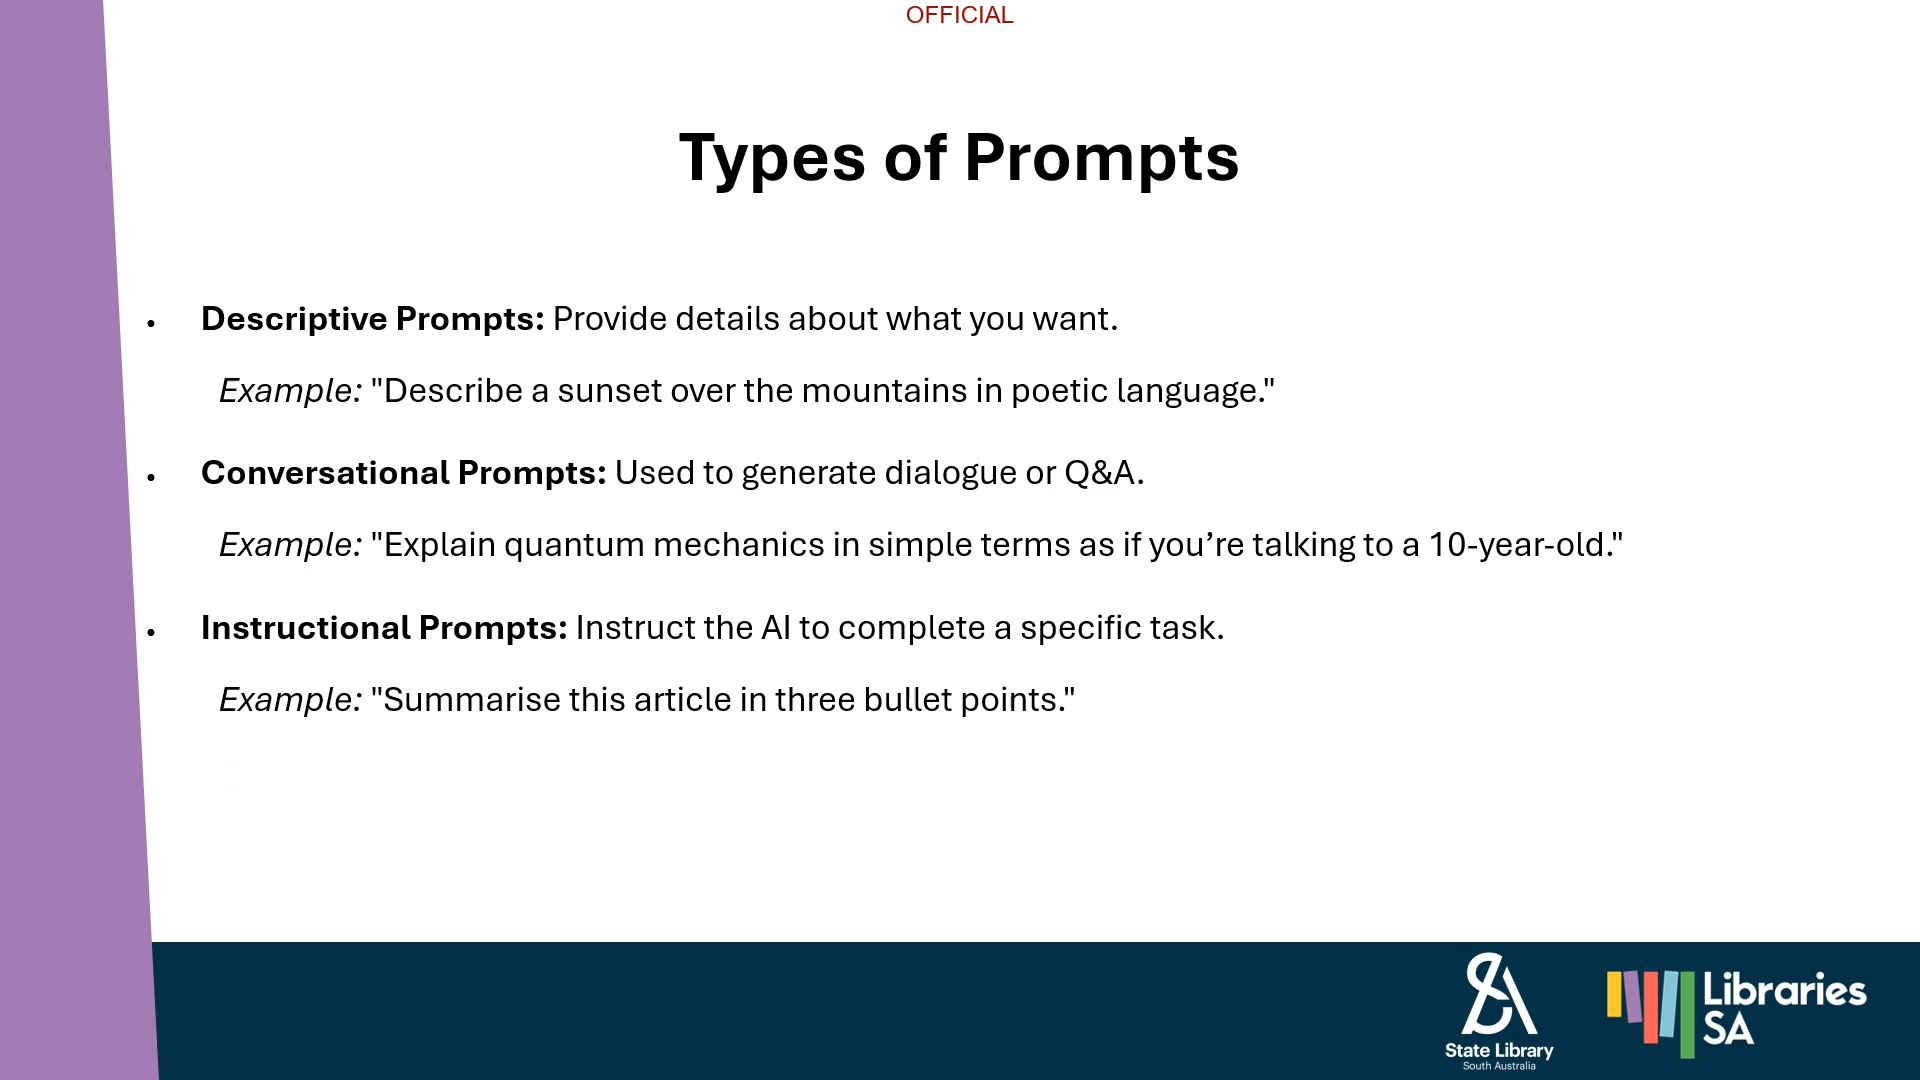 OFFICIAL
Types of Prompts
• Descriptive Prompts: Provide details about what you want.
Example: "Describe a sunset over the mountains in poetic language."
• Conversational Prompts: Used to generate dialogue or Q&A.
Example: "Explain quantum mechanics in simple terms as if you’re talking to a 10-year-old."
• Instructional Prompts: Instruct the AI to complete a specific task.
Example: "Summarise this article in three bullet points."
State Library
South Australia
Libraries
SA